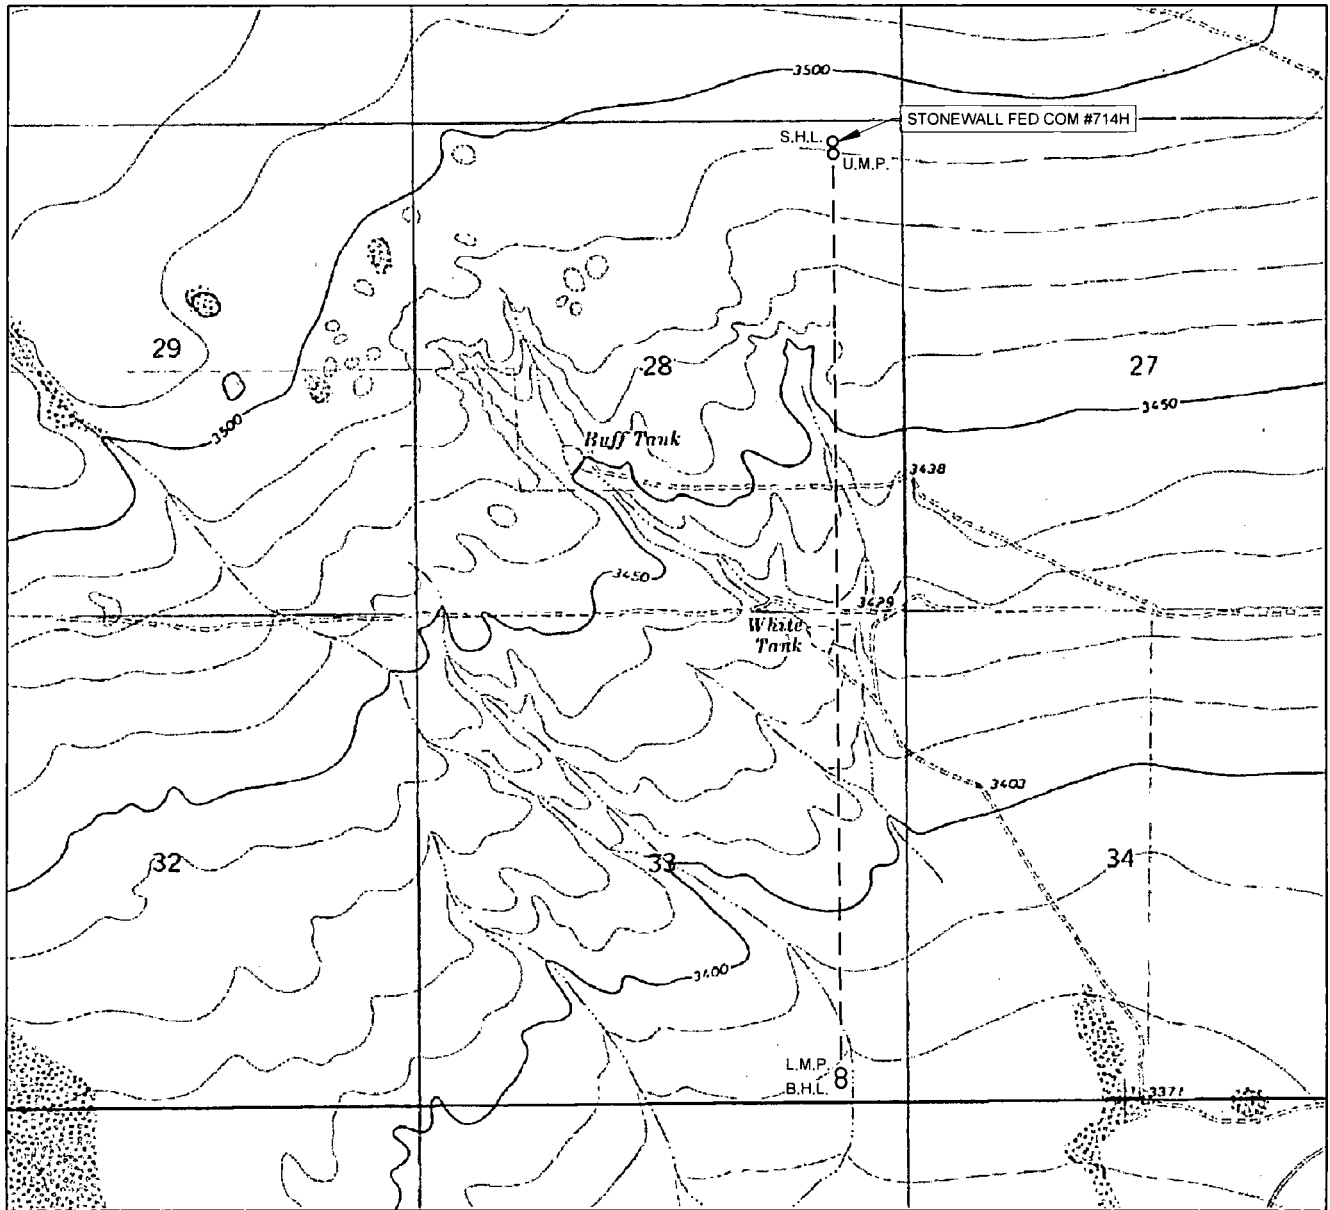 3500
STONEWALL FED COM #714H
S.H.L.
U.M.P.
29
28
27
3450
3500
Buff Tank
3438
3450
3429
White
Tank
3403
32
33
34
3400
L.M.P.
B.H.L.
3371